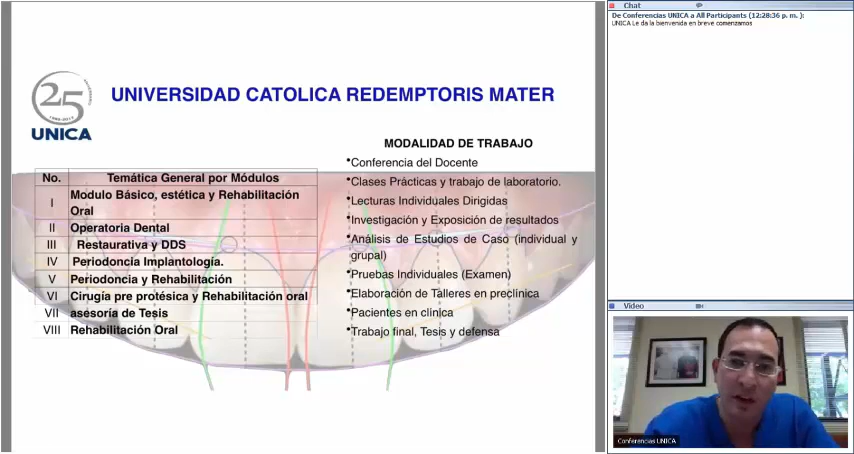 Chat
De Conferencias UNICA a All Participants (12:28:36 p. m. ):
UNICA Le da la bienvenida en breve comenzamos
25
ANIVERSARIO
UNICA
UNIVERSIDAD CATOLICA REDEMPTORIS MATER
No. Temática General por Módulos
I Modulo Básico, estética y Rehabilitación
Oral
II Operatoria Dental
III Restaurativa y DDS
IV Periodoncia Implantología.
V Periodoncia y Rehabilitación
VI Cirugía pre protésica y Rehabilitación oral
VII asesoría de Tesis
VIII Rehabilitación Oral
MODALIDAD DE TRABAJO
•Conferencia del Docente
•Clases Prácticas y trabajo de laboratorio.
•Lecturas Individuales Dirigidas
•Investigación y Exposición de resultados
•Análisis de Estudios de Caso (individual y
grupal)
•Pruebas Individuales (Examen)
•Elaboración de Talleres en preclínica
•Pacientes en clínica
•Trabajo final, Tesis y defensa
Video
Conferencias UNICA